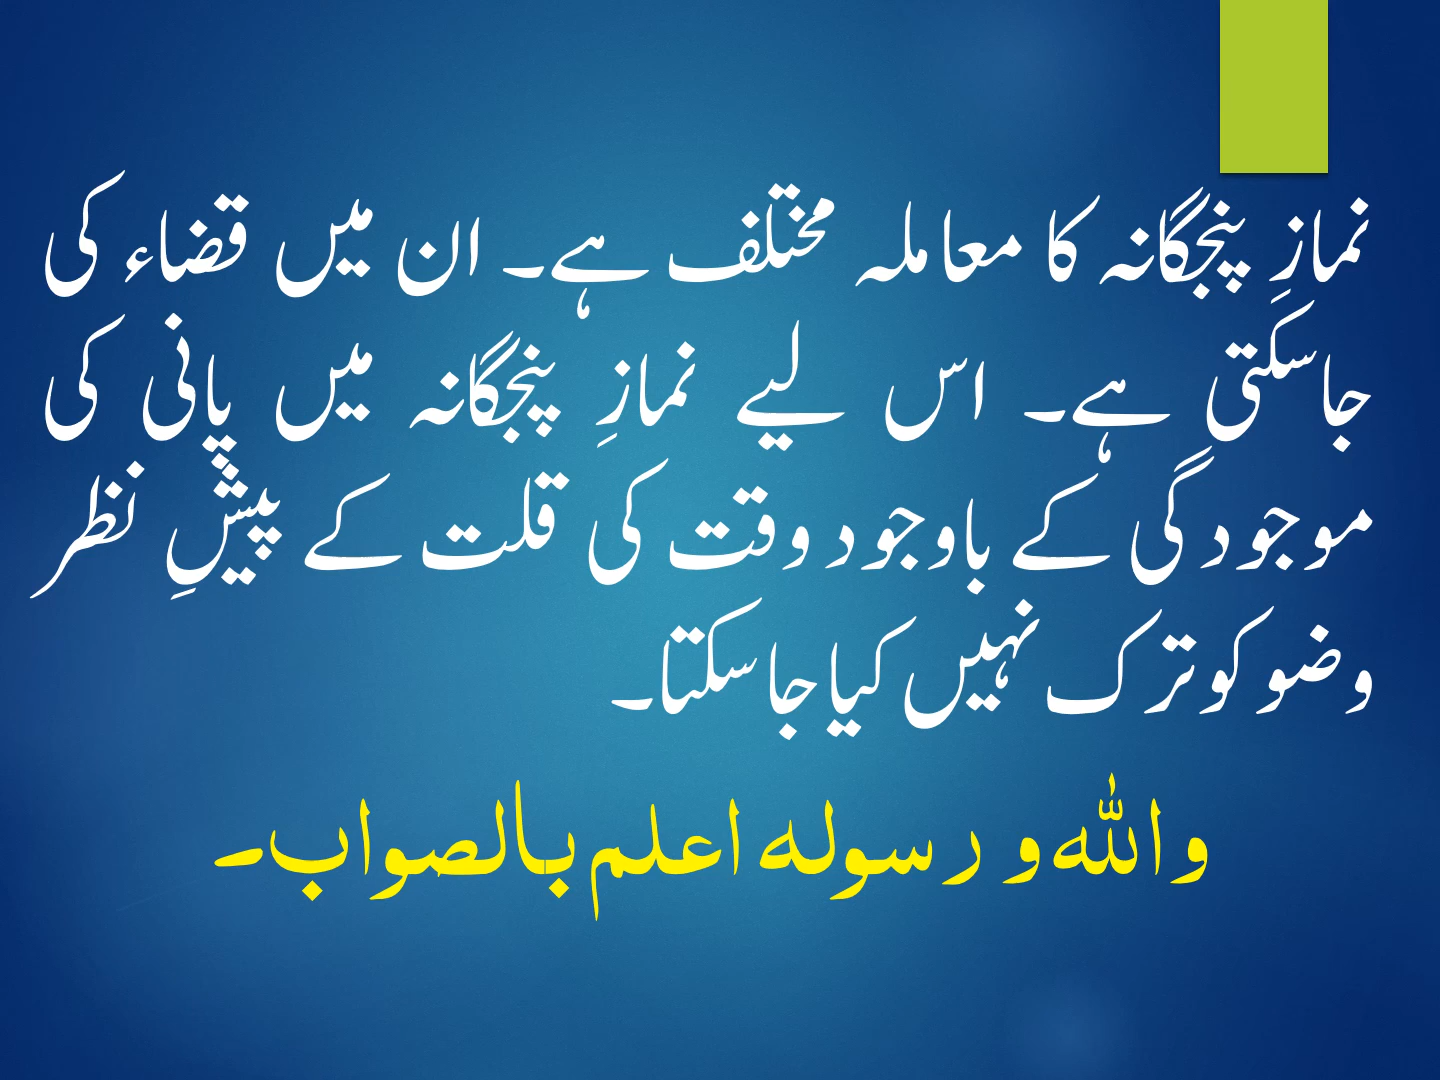 نمازِ پنجگانہ کا معاملہ مختلف ہے۔ ان میں قضاء کی
جاسکتی ہے۔ اس لیے نمازِ پنجگانہ میں پانی کی
موجودگی کے باوجود وقت کی قلت کے پیشِ نظر
وضو کو ترک نہیں کیا جاسکتا۔
واللہ و رسولہ اعلم بالصواب۔